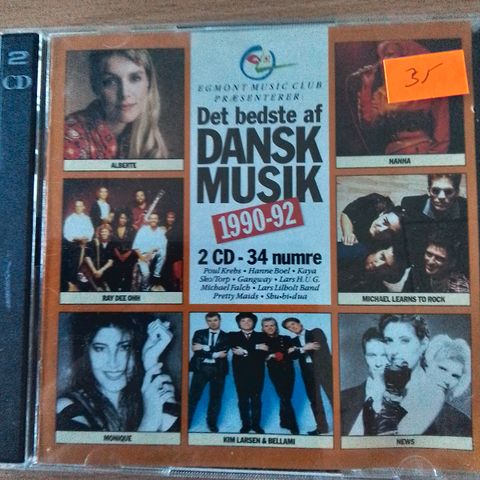 2
CD
EGMONT MUSIC CLUB
PRÆSENTERER:
Det bedste af
DANSK
MUSIK
1990-92
2 CD - 34 numre
Poul Krebs • Hanne Boel • Kaya
Sko/Torp • Gangway • Lars H.U.G.
Michael Falch • Lars Lilholt Band
Pretty Maids • Shu•bi•dua
35
ALBERTE
HANNA
RAY DEE OHH
MICHAEL LEARNS TO ROCK
MONIQUE
KIM LARSEN & BELLAMI
NEWS